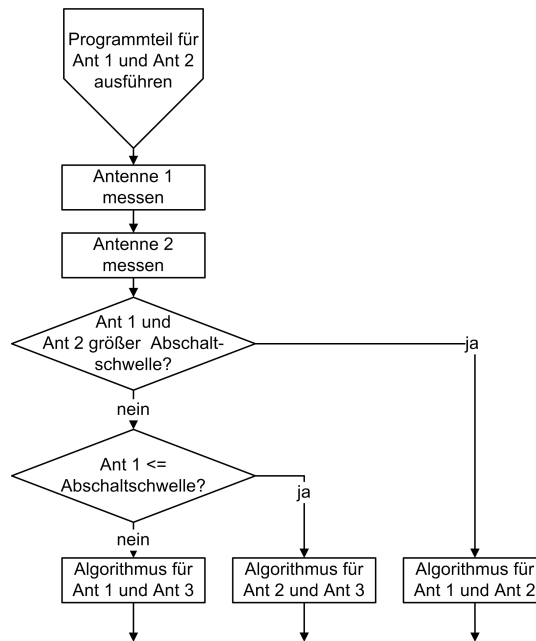 Programmteil für
Ant 1 und Ant 2
ausführen
Antenne 1
messen
Antenne 2
messen
Ant 1 und
Ant 2 größer Abschalt-
schwelle?
ja
nein
Ant 1 <=
Abschaltschwelle?
ja
nein
Algorithmus für
Ant 1 und Ant 3
Algorithmus für
Ant 2 und Ant 3
Algorithmus für
Ant 1 und Ant 2